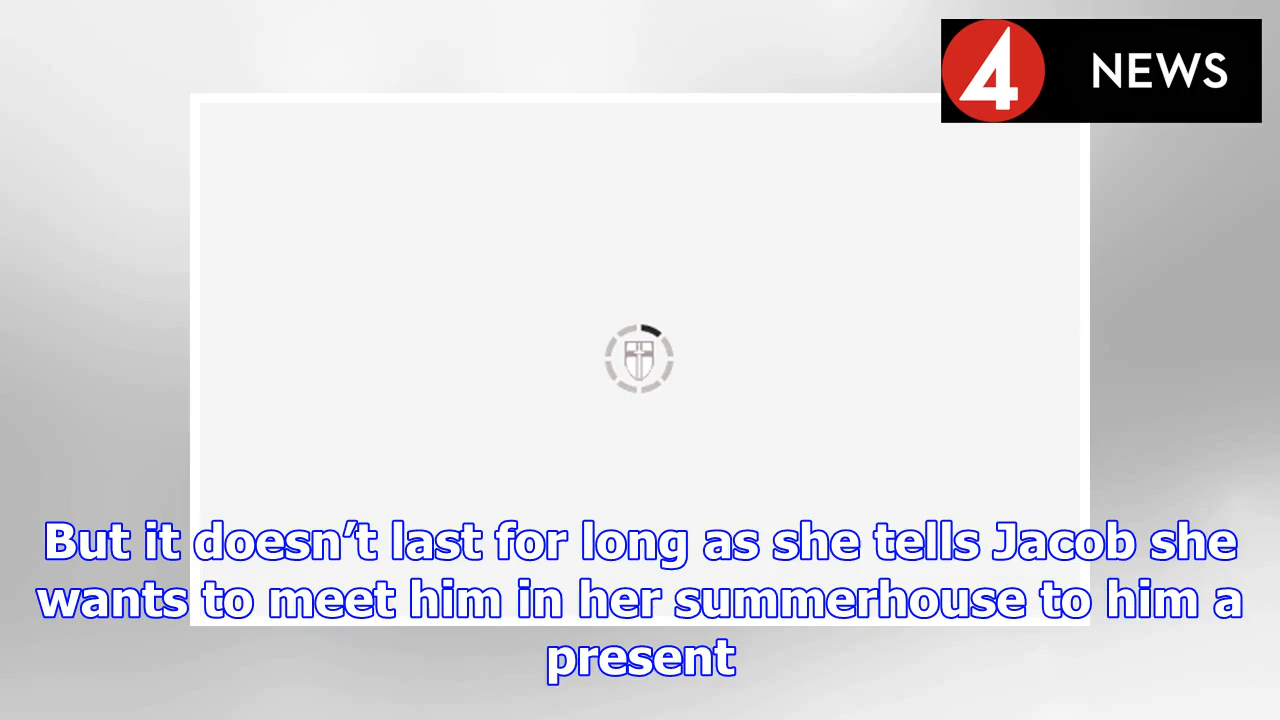 4 NEWS
But it doesn’t last for long as she tells Jacob she
wants to meet him in her summerhouse to him a
present